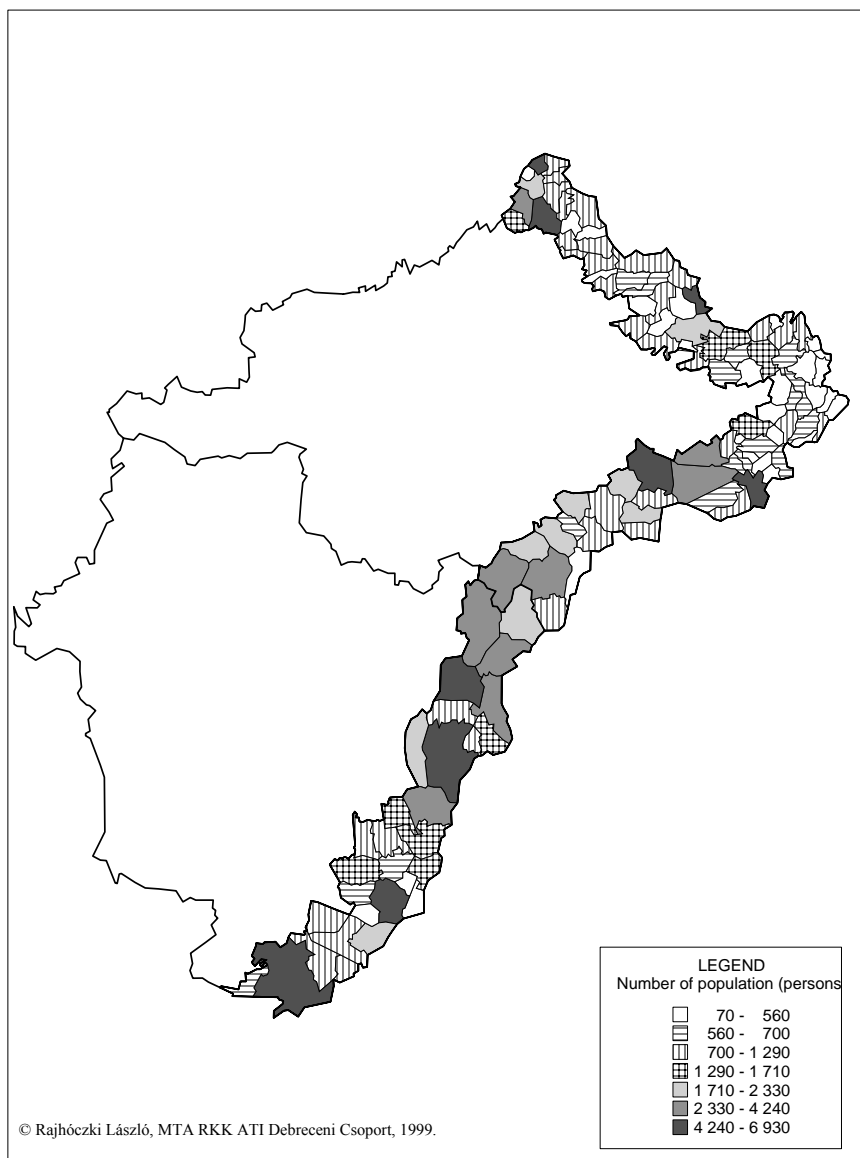 LEGEND
Number of population (persons
70 - 560
560 - 700
700 - 1 290
1 290 - 1 710
1 710 - 2 330
2 330 - 4 240
4 240 - 6 930
© Rajhóczki László, MTA RKK ATI Debreceni Csoport, 1999.